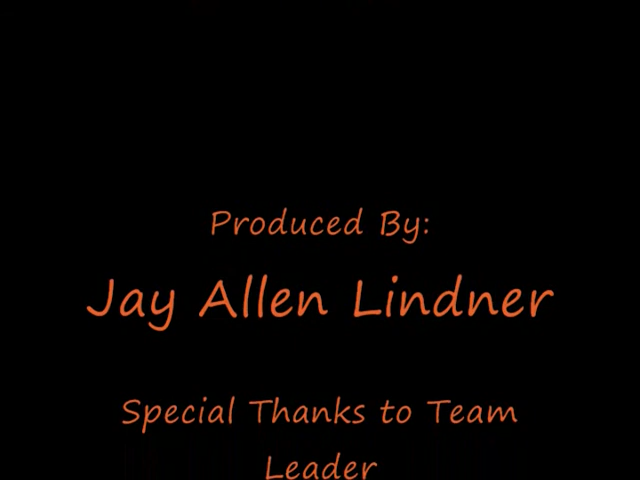 Produced By:
Jay Allen Lindner
Special Thanks to Team
Leader